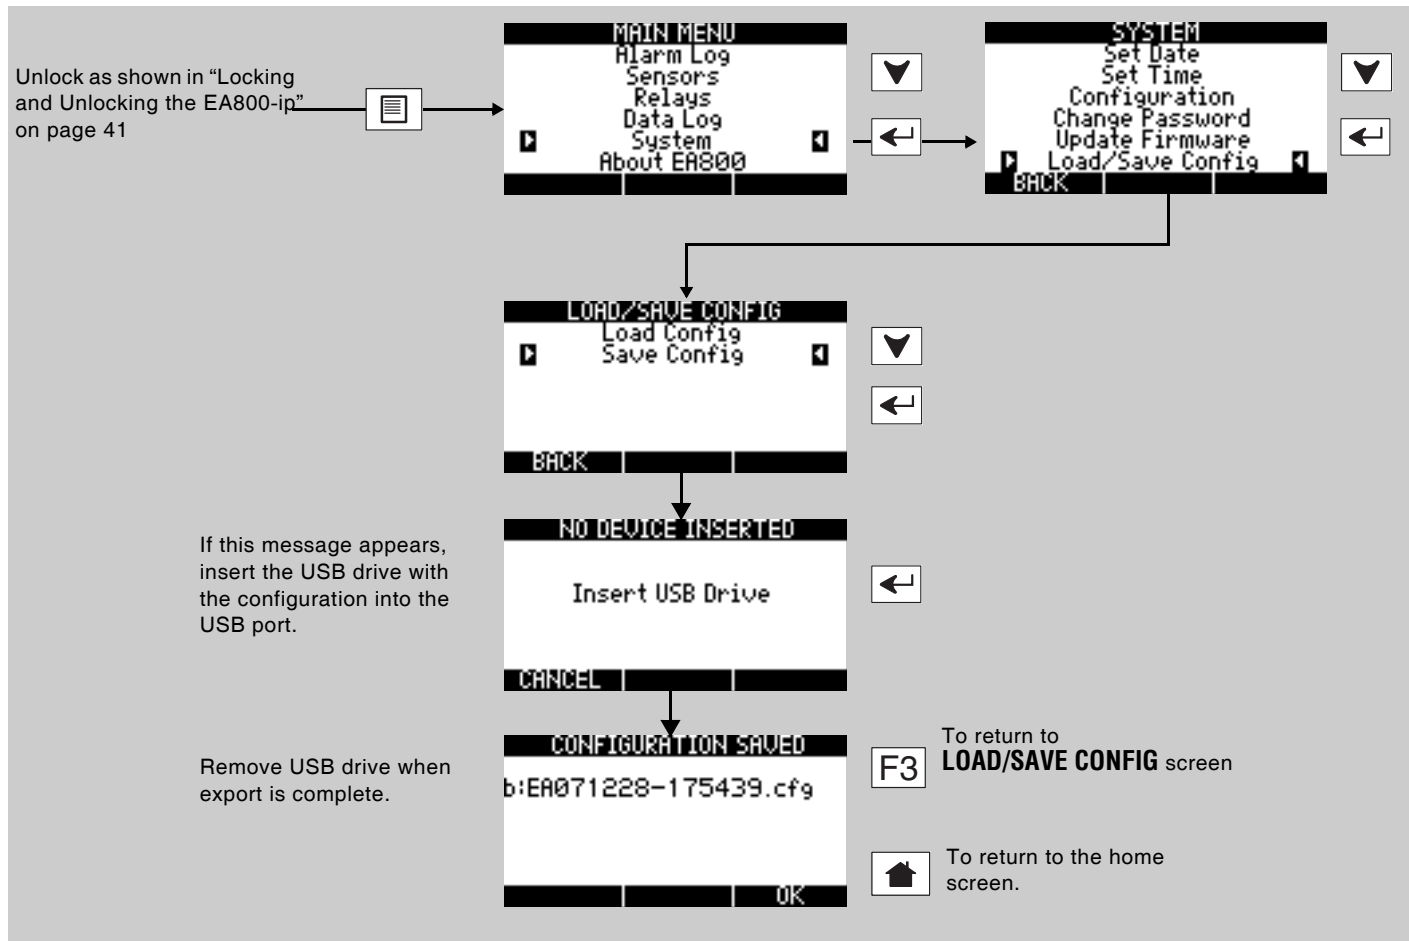 Unlock as shown in “Locking
and Unlocking the EA800-ip”
on page 41
MAIN MENU
Alarm Log
Sensors
Relays
Data Log
System
About EA800
SYSTEM
Set Date
Set Time
Configuration
Change Password
Update Firmware
Load/Save Config
BACK
LOAD/SAVE CONFIG
Load Config
Save Config
BACK
If this message appears,
insert the USB drive with
the configuration into the
USB port.
NO DEVICE INSERTED
Insert USB Drive
CANCEL
Remove USB drive when
export is complete.
CONFIGURATION SAVED
b:EA071228-175439.cfg
OK
F3
To return to
LOAD/SAVE CONFIG screen
To return to the home
screen.